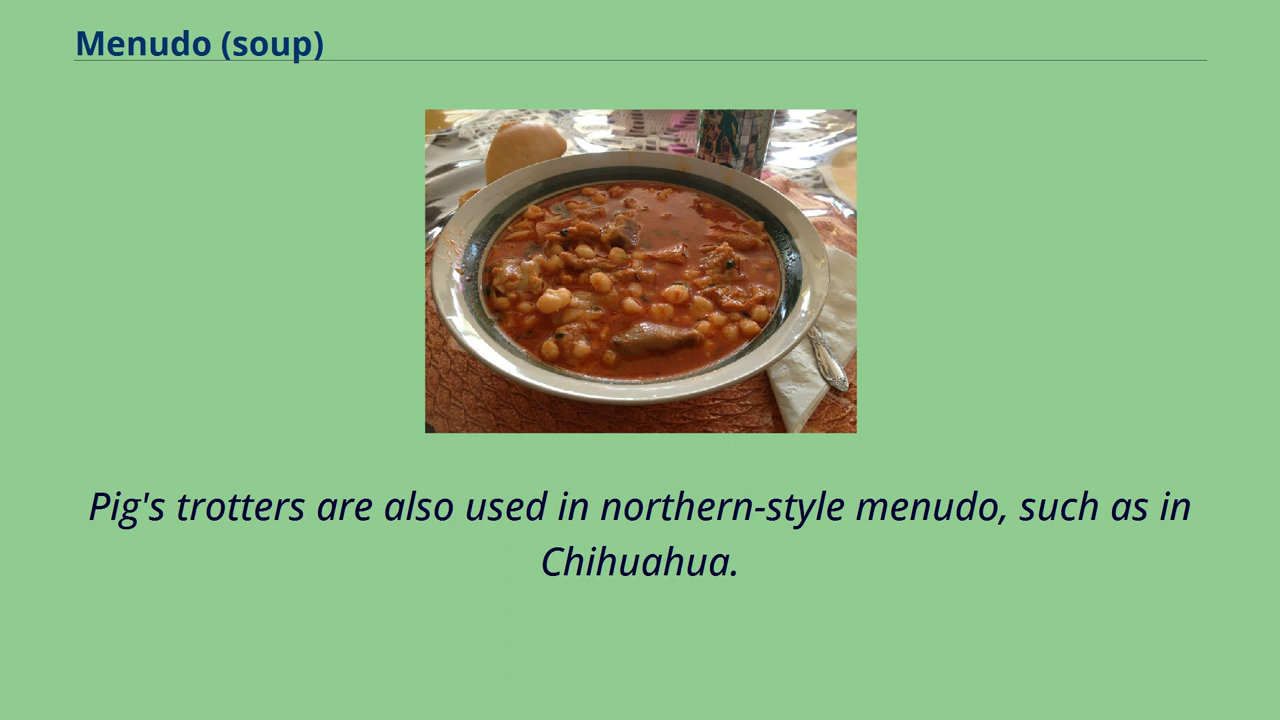 Menudo (soup)
Pig's trotters are also used in northern-style menudo, such as in
Chihuahua.